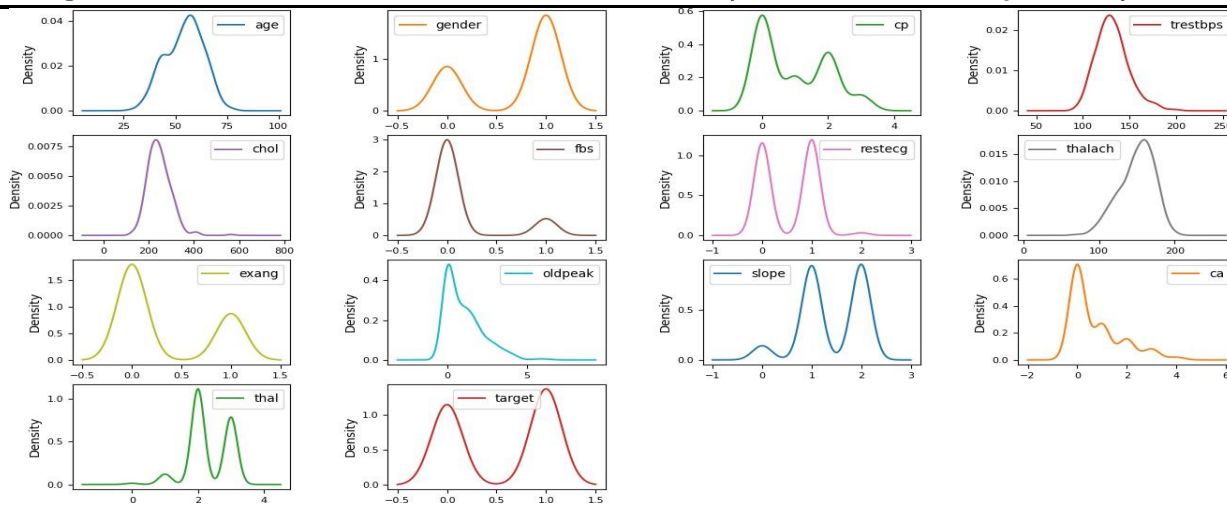 age
Density
0.04
0.02
0.00
25 50 75 100
gender
Density
1
0
−0.5 0.0 0.5 1.0 1.5
cp
Density
0.6
0.4
0.2
0.0
0 2 4
trestbps
Density
0.02
0.01
0.00
50 100 150 200
chol
Density
0.0075
0.0050
0.0025
0.0000
0 200 400 600 800
fbs
Density
3
2
1
0
−0.5 0.0 0.5 1.0 1.5
restecg
Density
1.0
0.5
0.0
−1 0 1 2 3
thalach
Density
0.015
0.010
0.005
0.000
0 100 200
exang
Density
1.5
1.0
0.5
0.0
−0.5 0.0 0.5 1.0 1.5
oldpeak
Density
0.4
0.2
0.0
0 5
slope
Density
0.5
0.0
−1 0 1 2 3
ca
Density
0.6
0.4
0.2
0.0
−2 0 2 4 6
thal
Density
1.0
0.5
0.0
0 2 4
target
Density
1.0
0.5
0.0
−0.5 0.0 0.5 1.0 1.5